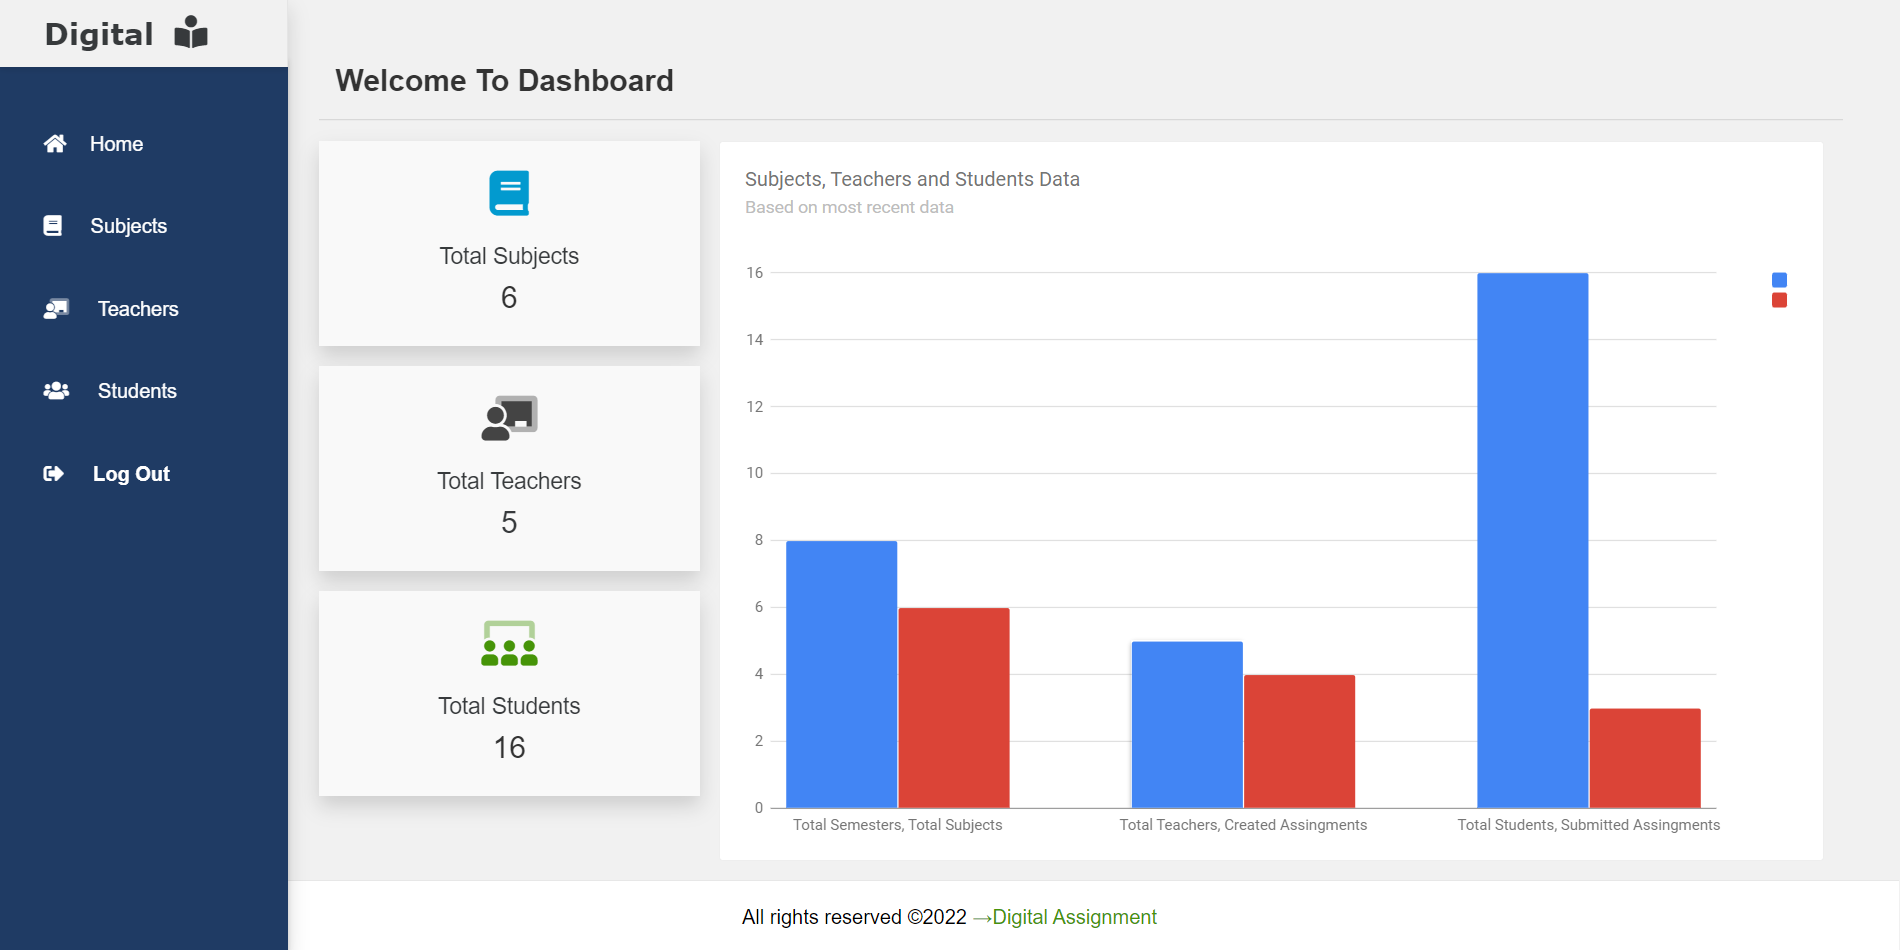 Digital
Home
Subjects
Teachers
Students
Log Out
Welcome To Dashboard
Total Subjects
6
Total Teachers
5
Total Students
16
Subjects, Teachers and Students Data
Based on most recent data
16
14
12
10
8
6
4
2
0
Total Semesters, Total Subjects
Total Teachers, Created Assingments
Total Students, Submitted Assingments
All rights reserved ©2022 →Digital Assignment